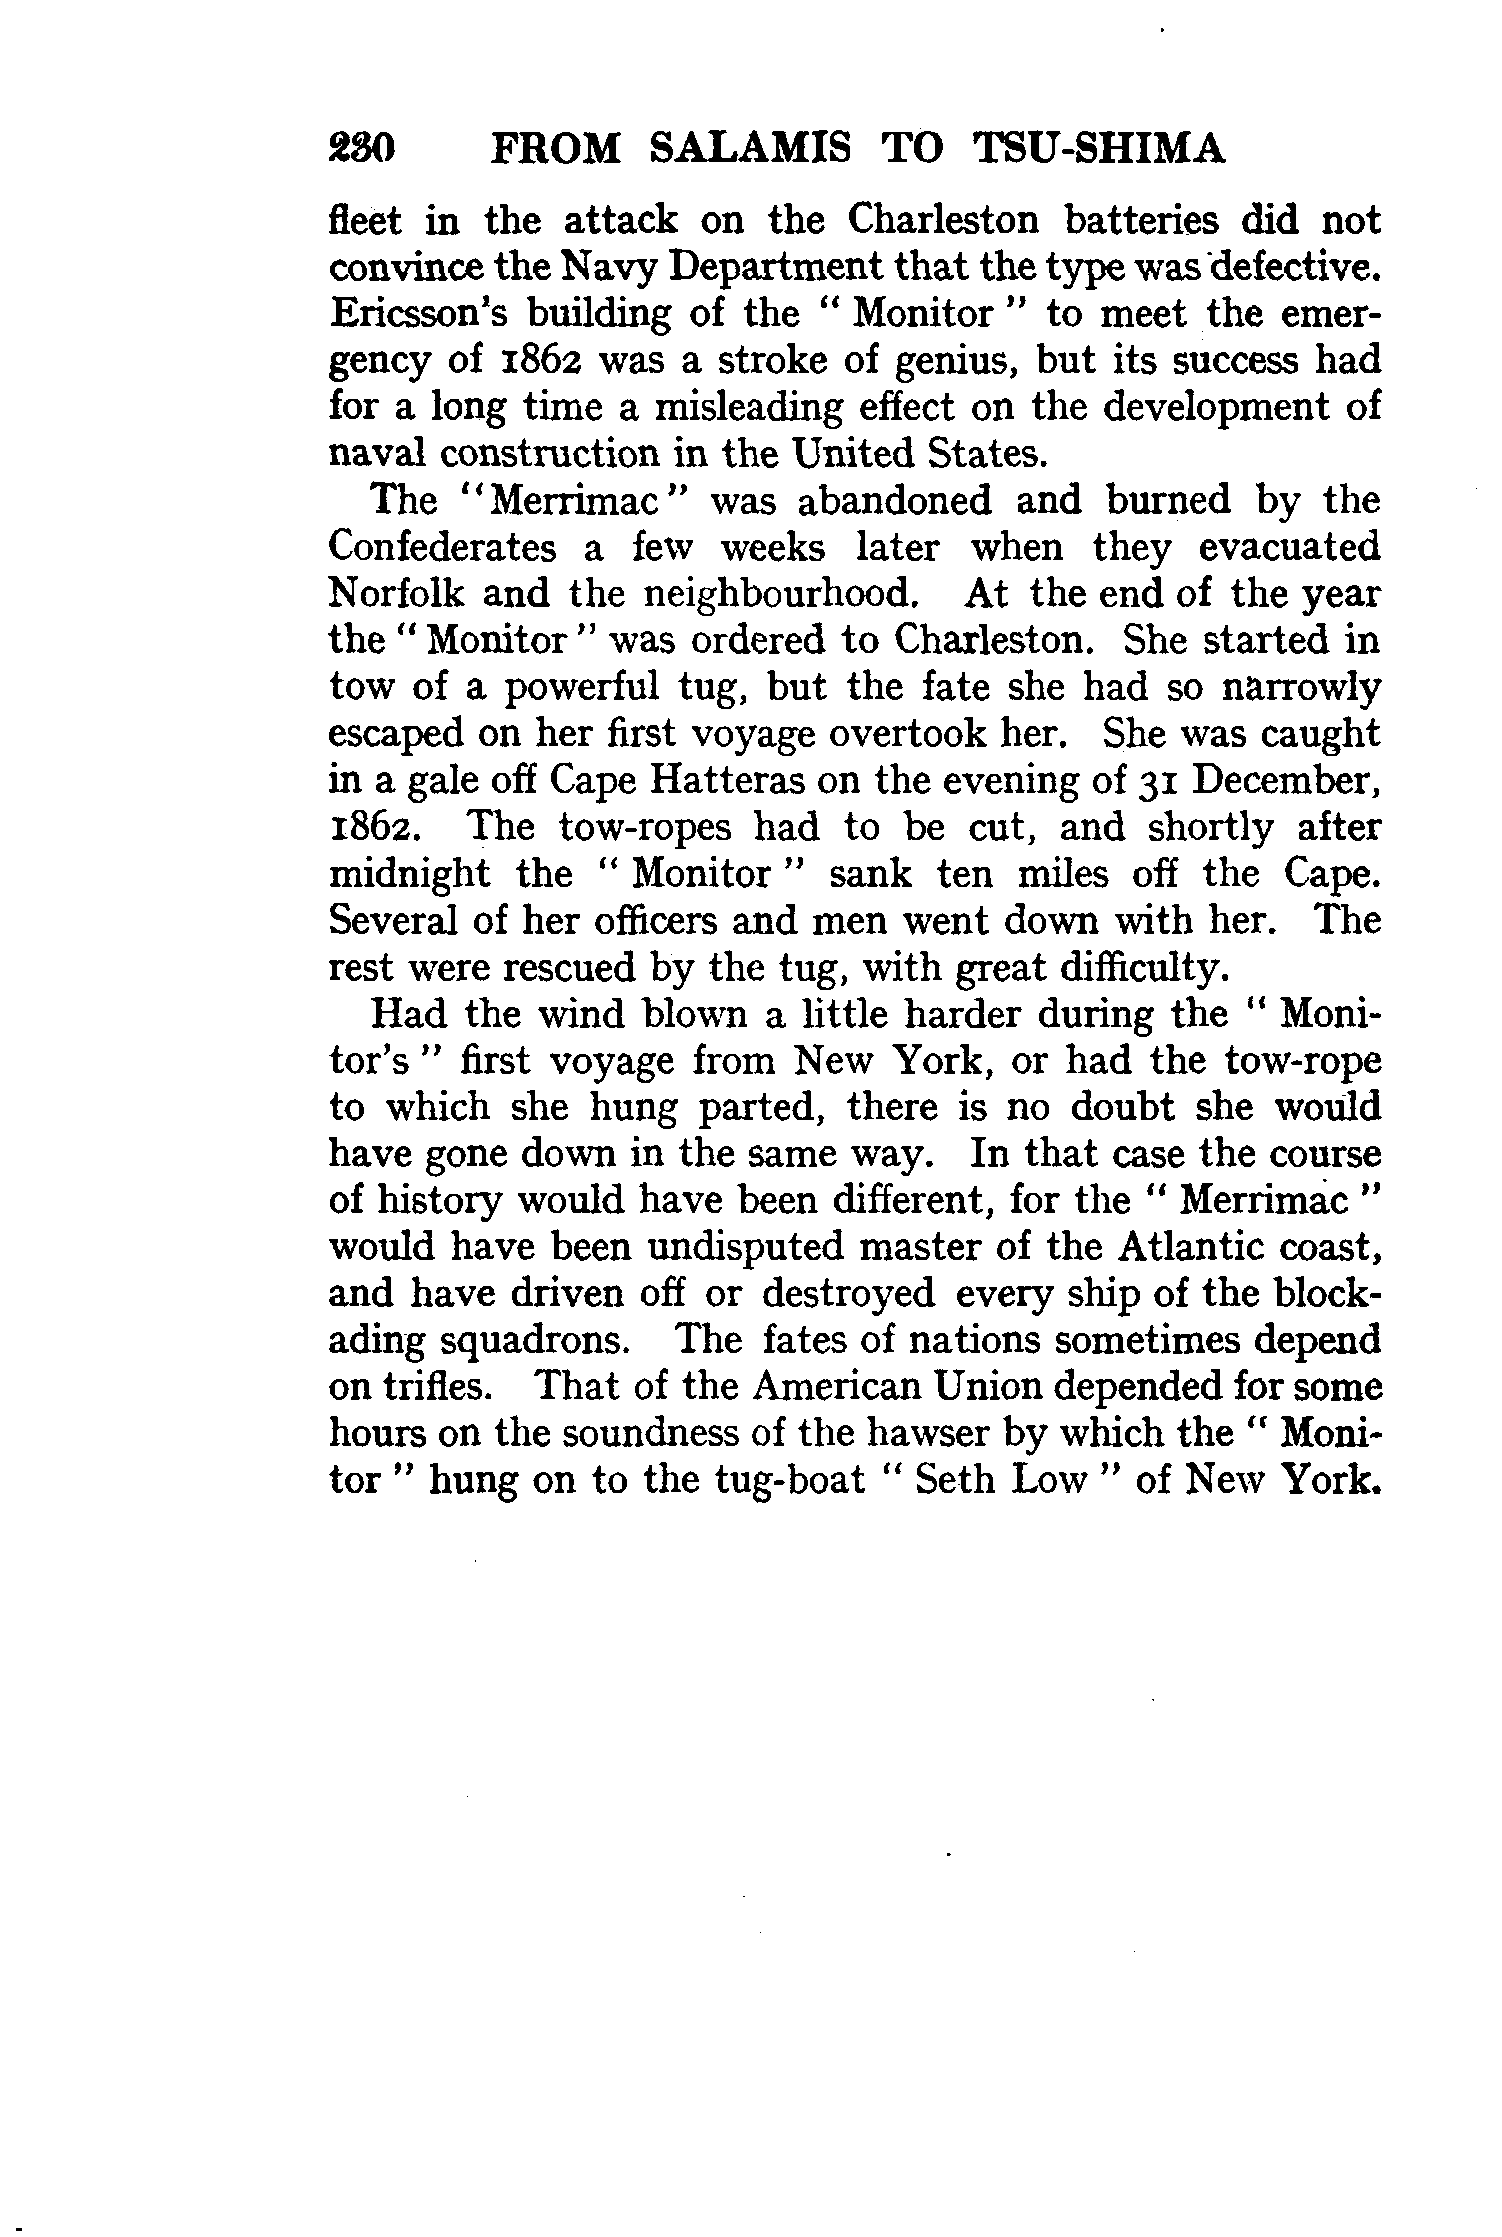 230 FROM SALAMIS TO TSU-SHIMA
fleet in the attack on the Charleston batteries did not
convince the Navy Department that the type was defective.
Ericsson's building of the " Monitor " to meet the emer-
gency of 1862 was a stroke of genius, but its success had
for a long time a misleading effect on the development of
naval construction in the United States.
The "Merrimac" was abandoned and burned by the
Confederates a few weeks later when they evacuated
Norfolk and the neighbourhood. At the end of the year
the " Monitor " was ordered to Charleston. She started in
tow of a powerful tug, but the fate she had so narrowly
escaped on her first voyage overtook her. She was caught
in a gale off Cape Hatteras on the evening of 31 December,
1862. The tow-ropes had to be cut, and shortly after
midnight the " Monitor " sank ten miles off the Cape.
Several of her officers and men went down with her. The
rest were rescued by the tug, with great difficulty.
Had the wind blown a little harder during the " Moni-
tor's " first voyage from New York, or had the tow-rope
to which she hung parted, there is no doubt she would
have gone down in the same way. In that case the course
of history would have been different, for the " Merrimac "
would have been undisputed master of the Atlantic coast,
and have driven off or destroyed every ship of the block-
ading squadrons. The fates of nations sometimes depend
on trifles. That of the American Union depended for some
hours on the soundness of the hawser by which the " Moni-
tor " hung on to the tug-boat " Seth Low " of New York.